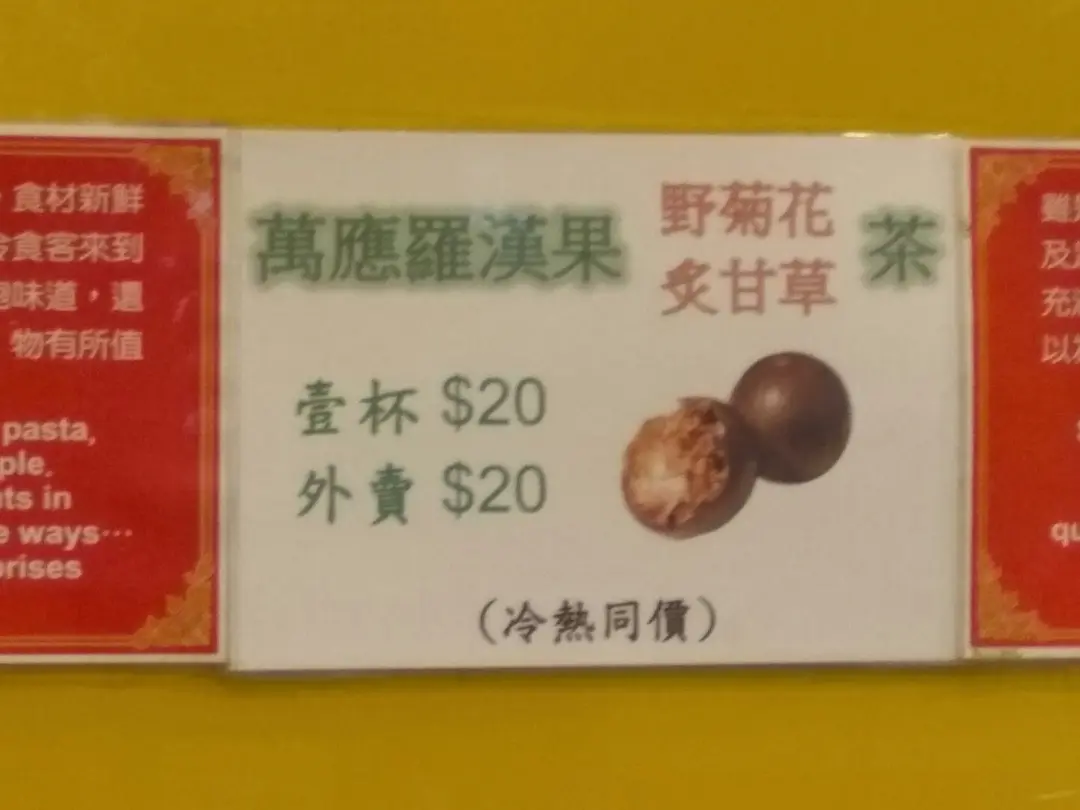 食材新鮮
食客來到
味道，還
物有所值
pasta,
ple.
ts in
e ways…
prises
萬應羅漢果
野菊花
炙甘草
茶
壹杯 $20
外賣 $20
(冷熱同價)
及
充
以
qu